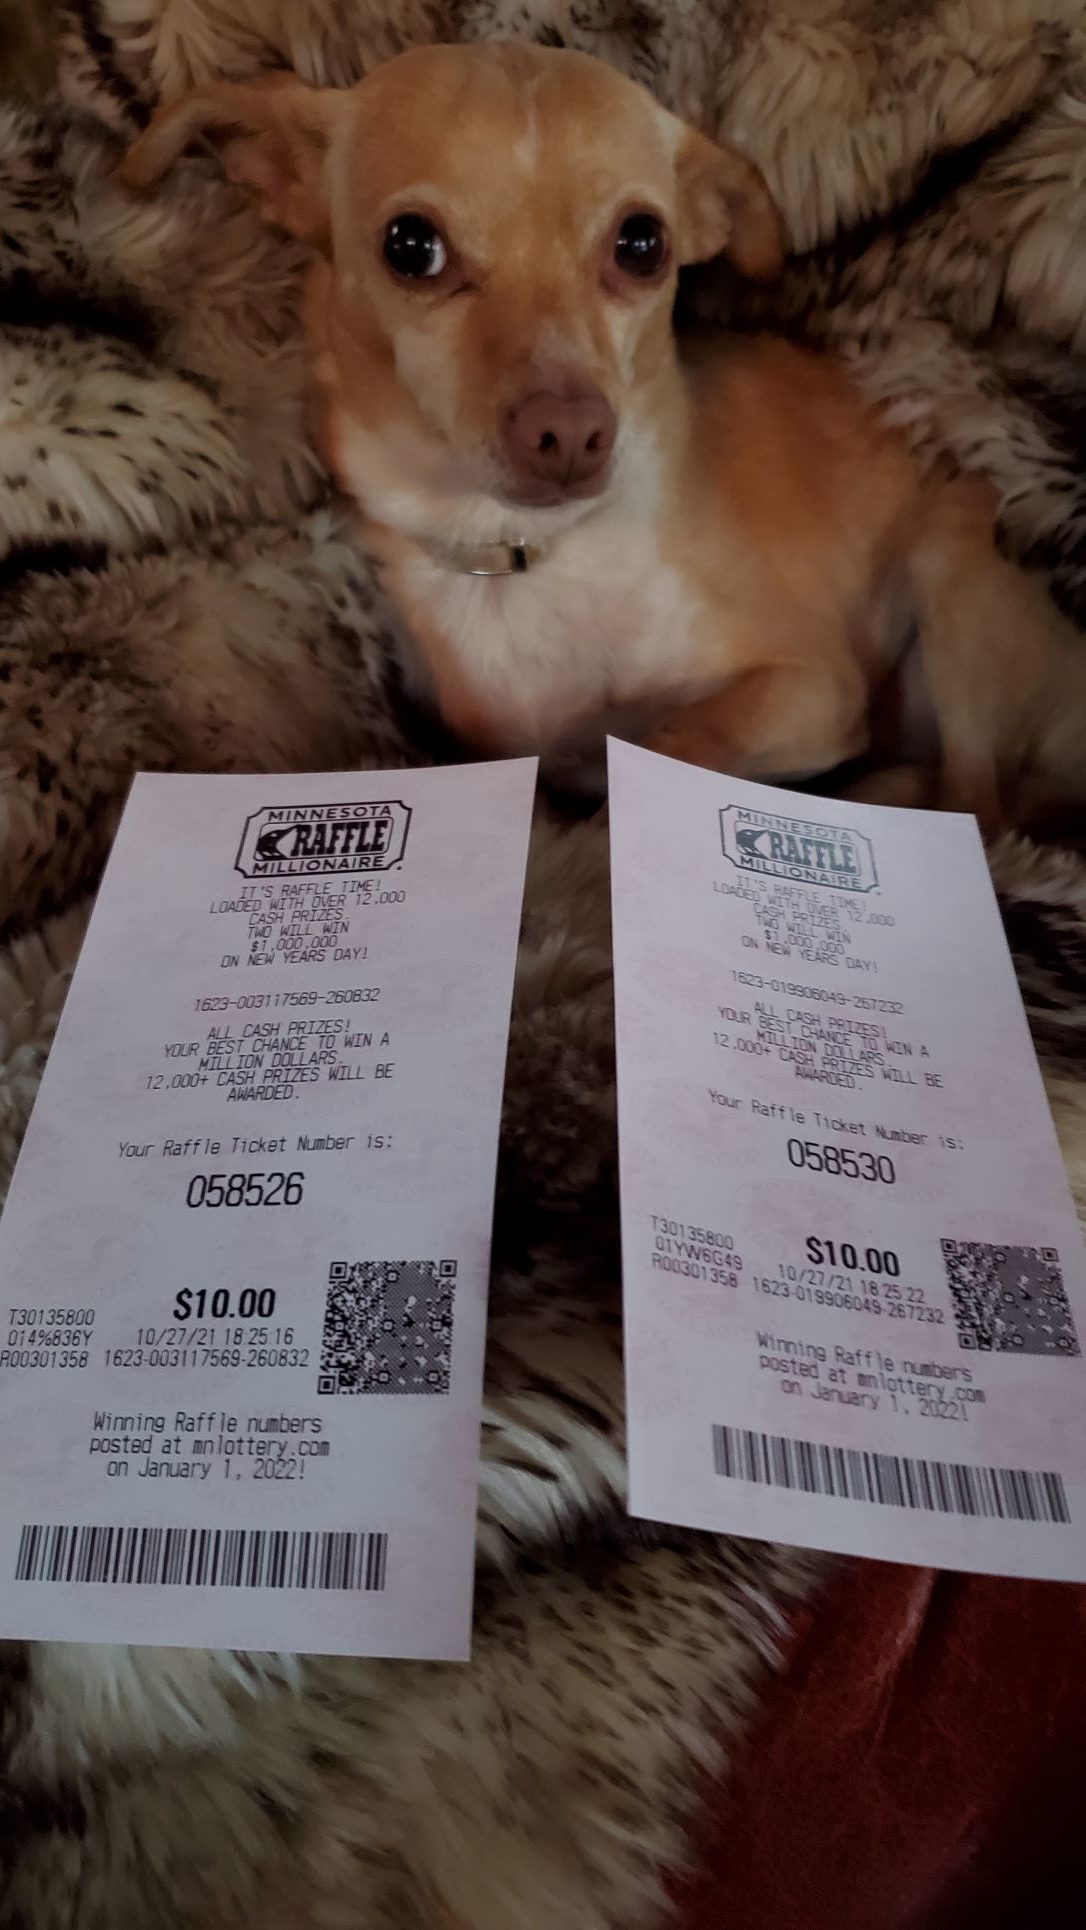 MINNESOTA
RAFFLE
MILLIONAIRE
IT'S RAFFLE TIME!
LOADED WITH OVER 12,000
CASH PRIZES.
TWO WILL WIN
$1,000,000
ON NEW YEARS DAY!
1623-003117569-260832
ALL CASH PRIZES!
YOUR BEST CHANCE TO WIN A
MILLION DOLLARS.
12,000+ CASH PRIZES WILL BE
AWARDED.
Your Raffle Ticket Number is:
058526
$10.00
T30135800
014%836Y 10/27/21 18:25:16
R00301358 1623-003117569-260832
Winning Raffle numbers
posted at mnlottery.com
on January 1, 2022!
MINNESOTA
RAFFLE
MILLIONAIRE
IT'S RAFFLE TIME!
LOADED WITH OVER 12,000
CASH PRIZES.
TWO WILL WIN
$1,000,000
ON NEW YEARS DAY!
1623-019906049-267232
ALL CASH PRIZES!
YOUR BEST CHANCE TO WIN A
MILLION DOLLARS.
12,000+ CASH PRIZES WILL BE
AWARDED.
Your Raffle Ticket Number is:
058530
T30135800 $10.00
01YW6G49 10/27/21 18:25:22
R00301358 1623-019906049-267232
Winning Raffle numbers
posted at mnlottery.com
on January 1, 2022!